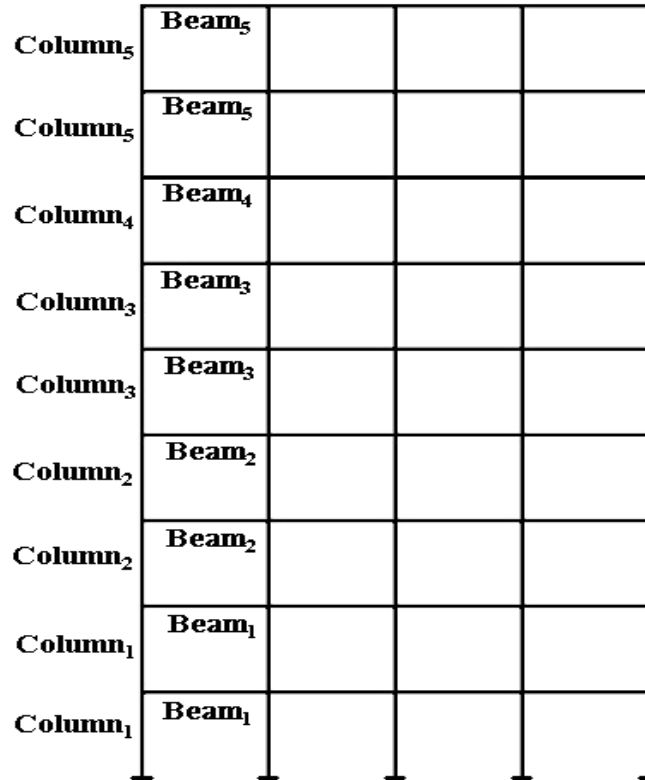 Beam₅
Column₅
Beam₅
Column₅
Beam₄
Column₄
Beam₃
Column₃
Beam₃
Column₃
Beam₂
Column₂
Beam₂
Column₂
Beam₁
Column₁
Beam₁
Column₁